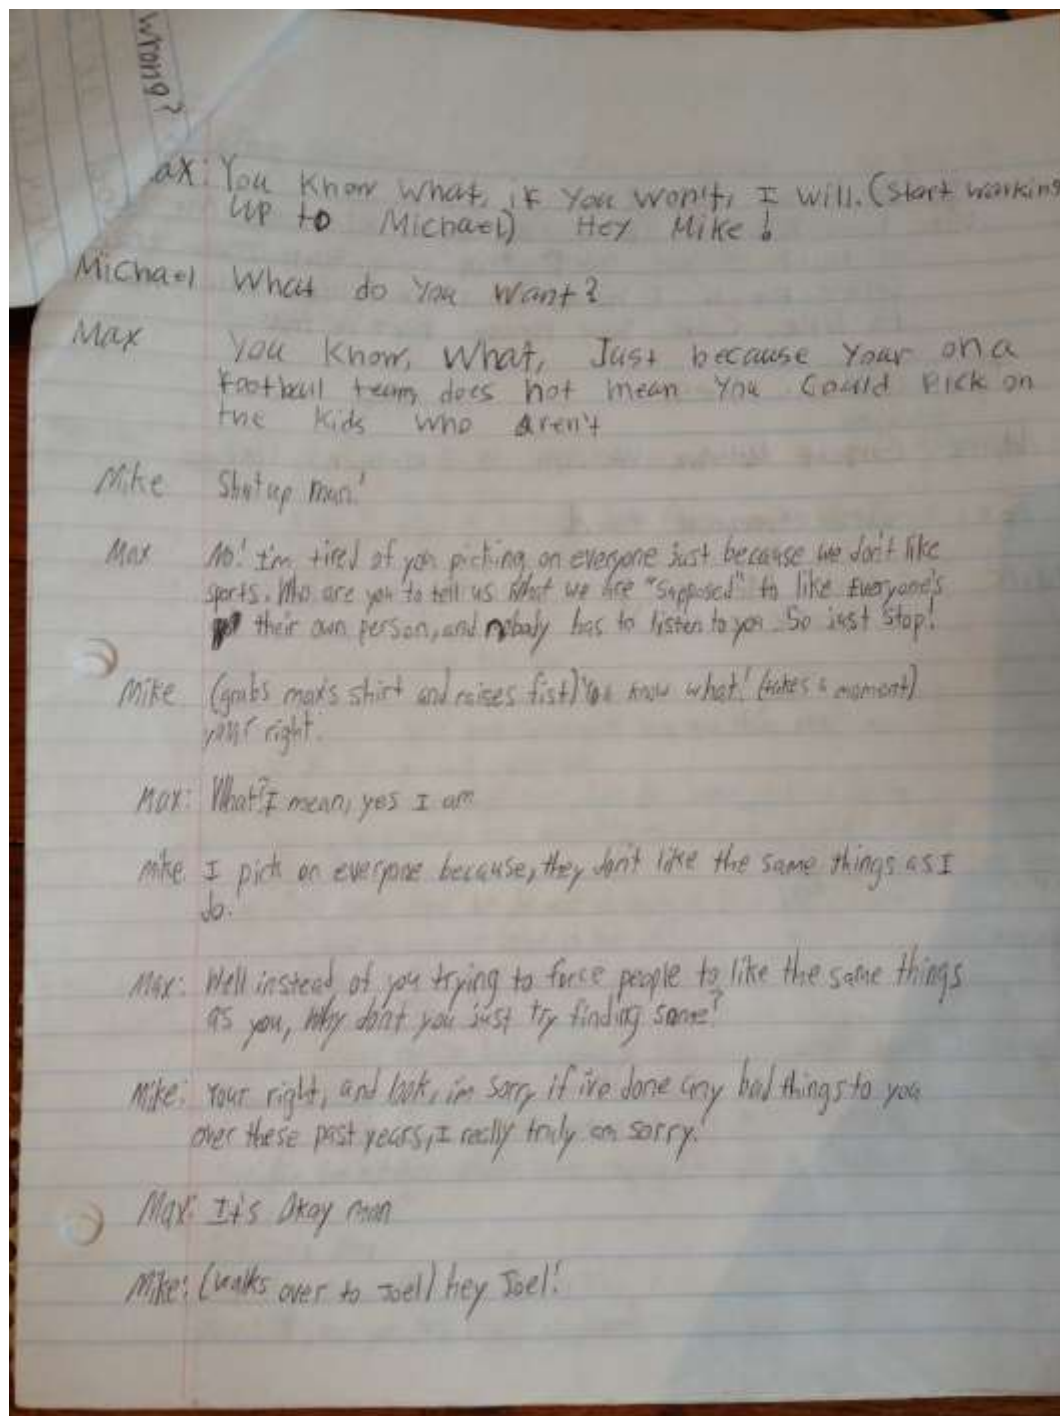 wrong?
ax: You Know what, if You won't, I will. (Start walking
up to Michael) Hey Mike!
Michael What do You want?
Max You Know, What, Just because Your on a
Football team, does not mean You Could Pick on
the Kids who aren't
Mike Shut up man!
Max No! I'm tired of you picking on everyone just because we don't like
sports. Who are you to tell us what we are "supposed" to like Everyone's
their own person, and nobody has to listen to you. So just stop!
Mike (grabs max's shirt and raises fist) You know what! (takes a moment)
your right.
Max: What? I mean, yes I am
Mike I pick on everyone because, they don't like the same things as I
do.
Max: Well instead of you trying to force people to like the same things
as you, Why don't you just try finding some?
Mike: Your right, and look, im sorry if ive done any bad things to you
over these past years, I really truly am sorry.
Max: It's Okay man
Mike: (walks over to Joel) hey Joel!